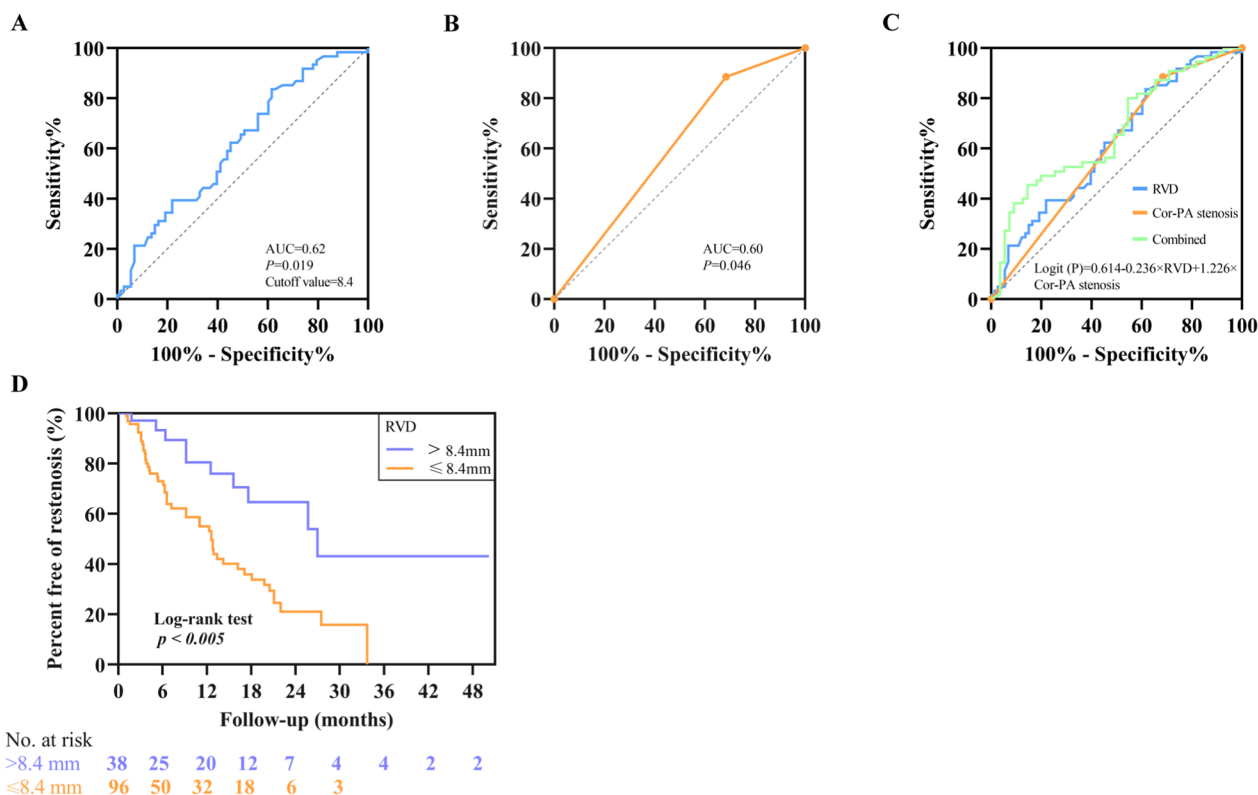 A
Sensitivity%
100
80
60
40
20
0
AUC=0.62
P=0.019
Cutoff value=8.4
0 20 40 60 80 100
100% - Specificity%
B
Sensitivity%
100
80
60
40
20
0
AUC=0.60
P=0.046
0 20 40 60 80 100
100% - Specificity%
C
Sensitivity%
100
80
60
40
20
0
RVD
Cor-PA stenosis
Combined
Logit (P)=0.614-0.236×RVD+1.226×
Cor-PA stenosis
0 20 40 60 80 100
100% - Specificity%
D
Percent free of restenosis (%)
100
80
60
40
20
0
RVD
> 8.4mm
≤ 8.4mm
Log-rank test
p < 0.005
0 6 12 18 24 30 36 42 48
Follow-up (months)
No. at risk
>8.4 mm 38 25 20 12 7 4 4 2 2
≤8.4 mm 96 50 32 18 6 3